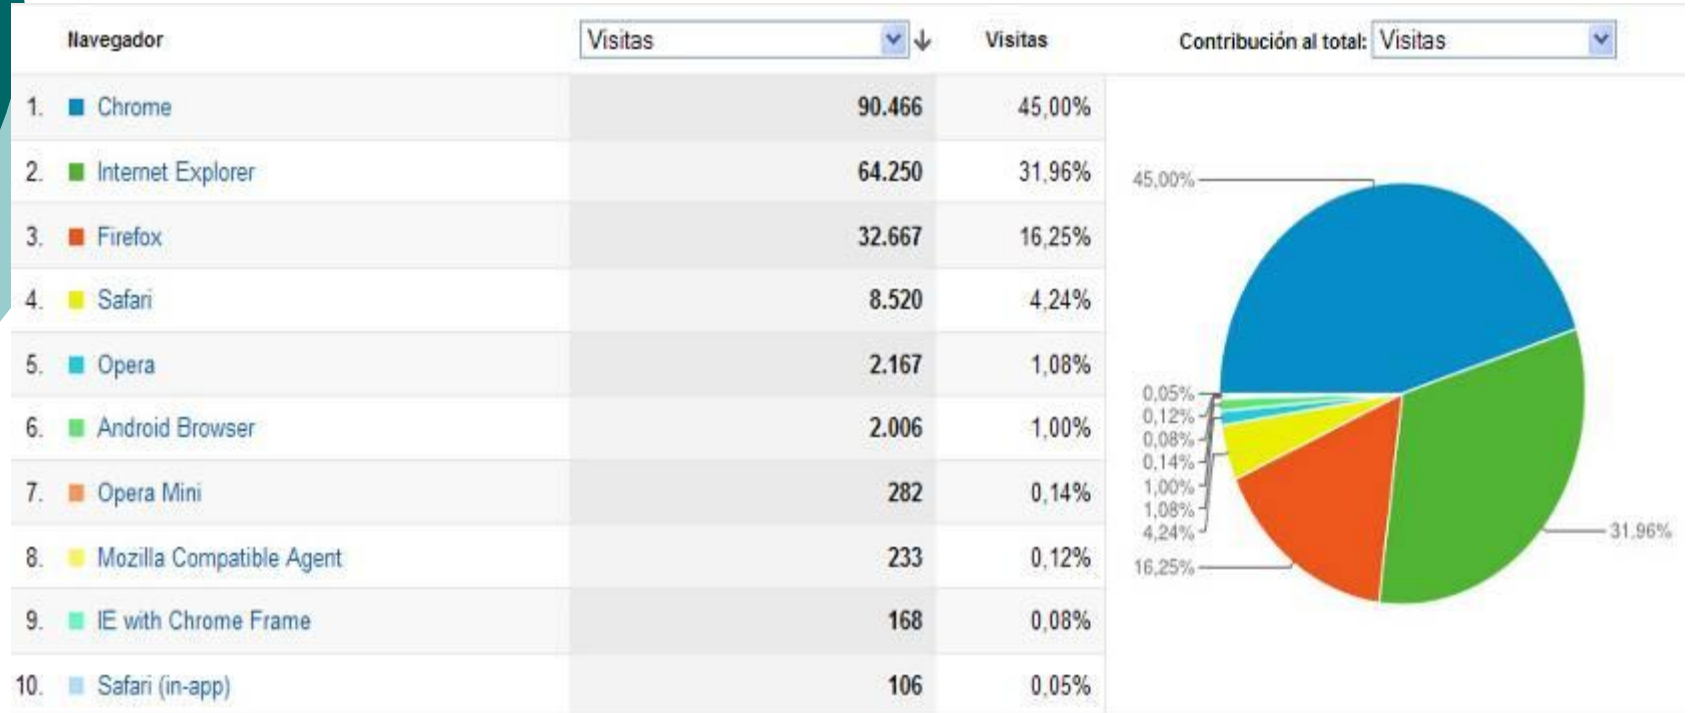 Navegador Visitas Visitas Contribución al total: Visitas
1. Chrome 90.466 45,00%
2. Internet Explorer 64.250 31,96%
3. Firefox 32.667 16,25%
4. Safari 8.520 4,24%
5. Opera 2.167 1,08%
6. Android Browser 2.006 1,00%
7. Opera Mini 282 0,14%
8. Mozilla Compatible Agent 233 0,12%
9. IE with Chrome Frame 168 0,08%
10. Safari (in-app) 106 0,05%
45,00%
0,05%
0,12%
0,08%
0,14%
1,00%
1,08%
4,24%
16,25%
31,96%